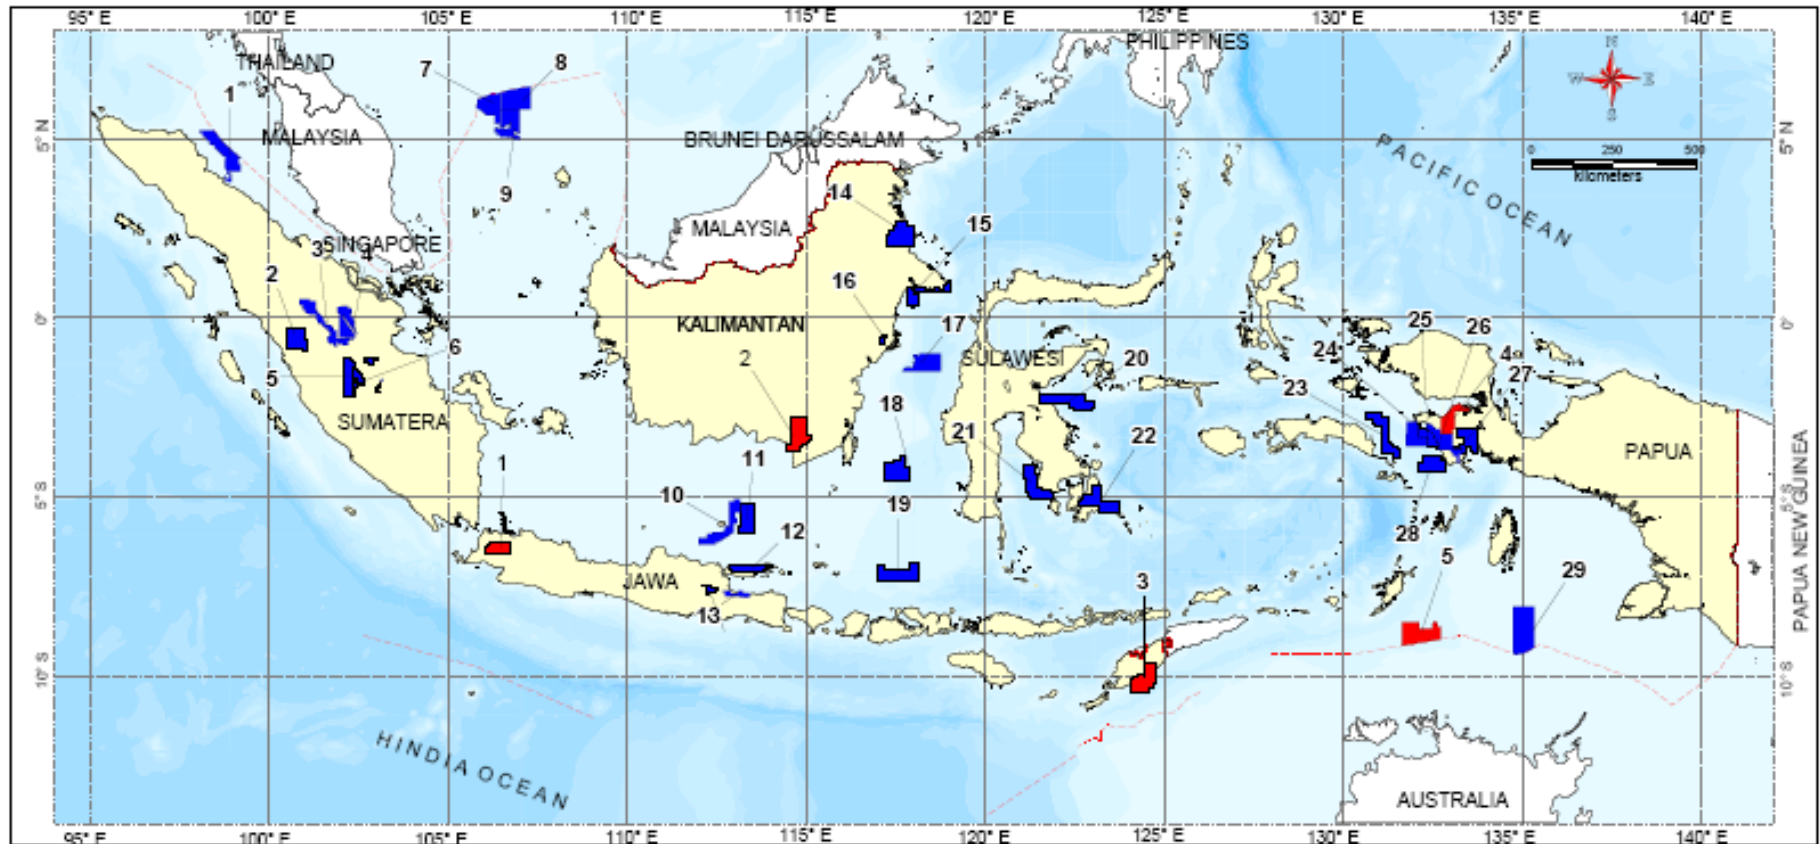 95° E 100° E 105° E 110° E 115° E 120° E 125° E 130° E 135° E 140° E
THAILAND
PHILIPPINES
N
W E
S
7
8
1
MALAYSIA
BRUNEI DARUSSALAM
5° N
5° N
PACIFIC OCEAN
0 250 500
kilometers
9
14
15
MALAYSIA
SINGAPORE
3
4
2
16
0°
0°
KALIMANTAN
17
25
26
6
2
SULAWESI
20
24
4
27
5
23
SUMATERA
18
21
22
PAPUA
1
11
10
19
5° S
5° S
12
28
5
29
JAWA
13
3
PAPUA NEW GUINEA
10° S
10° S
HINDIA OCEAN
AUSTRALIA
95° E 100° E 105° E 110° E 115° E 120° E 125° E 130° E 135° E 140° E